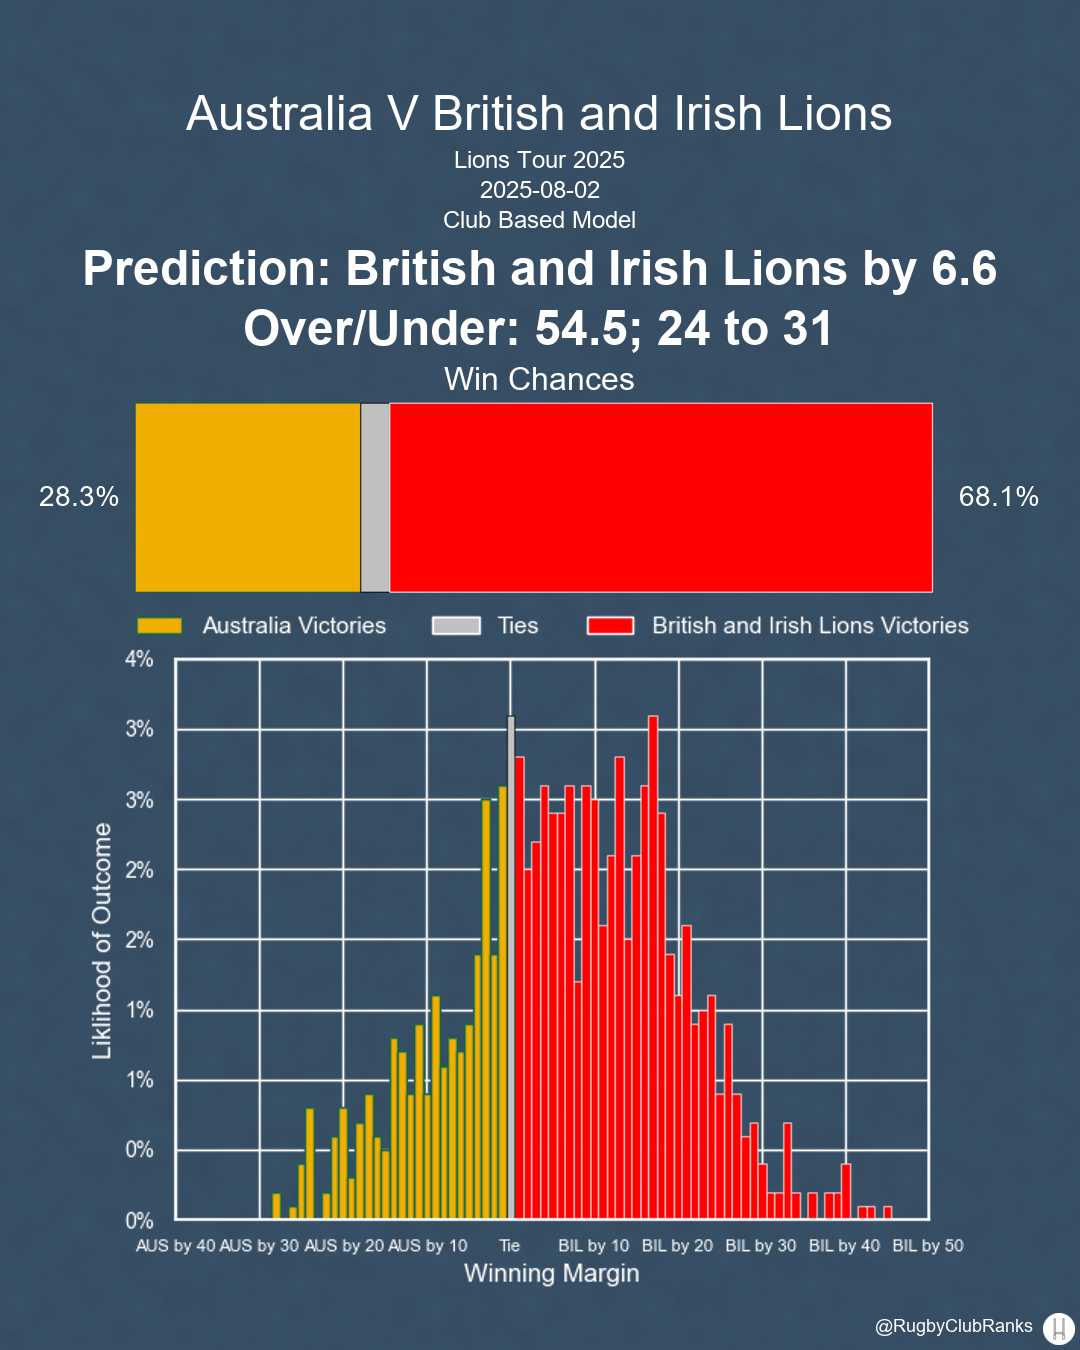 Australia V British and Irish Lions
Lions Tour 2025
2025-08-02
Club Based Model
Prediction: British and Irish Lions by 6.6
Over/Under: 54.5; 24 to 31
Win Chances
28.3%
68.1%
Australia Victories
Ties
British and Irish Lions Victories
4%
3%
3%
2%
2%
1%
1%
0%
0%
Liklihood of Outcome
AUS by 40 AUS by 30 AUS by 20 AUS by 10 Tie BIL by 10 BIL by 20 BIL by 30 BIL by 40 BIL by 50
Winning Margin
@RugbyClubRanks